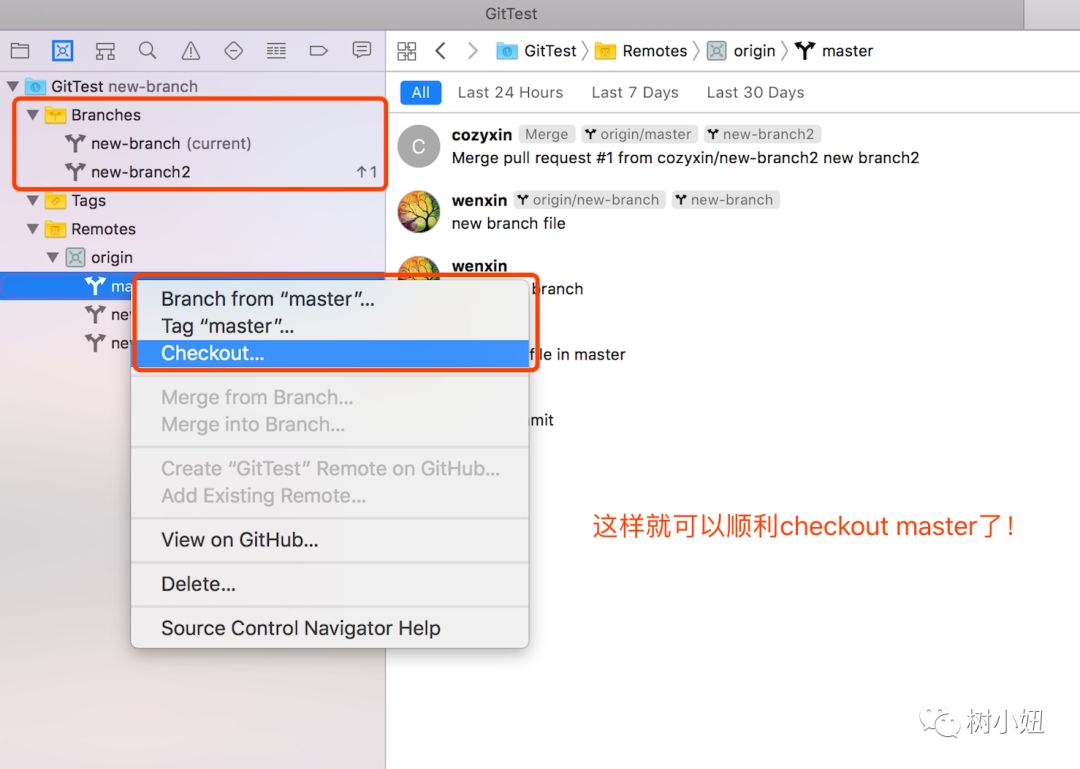 GitTest
GitTest new-branch
Branches
new-branch (current)
new-branch2 ↑1
Tags
Remotes
origin
GitTest Remotes origin master
All Last 24 Hours Last 7 Days Last 30 Days
C
cozyxin Merge origin/master new-branch2
Merge pull request #1 from cozyxin/new-branch2 new branch2
wenxin origin/new-branch new-branch
new branch file
wenxin
branch
file in master
Branch from “master”...
Tag “master”...
Checkout...
Merge from Branch...
Merge into Branch...
Create “GitTest” Remote on GitHub...
Add Existing Remote...
View on GitHub...
Delete...
Source Control Navigator Help
这样就可以顺利checkout master了！
树小妞